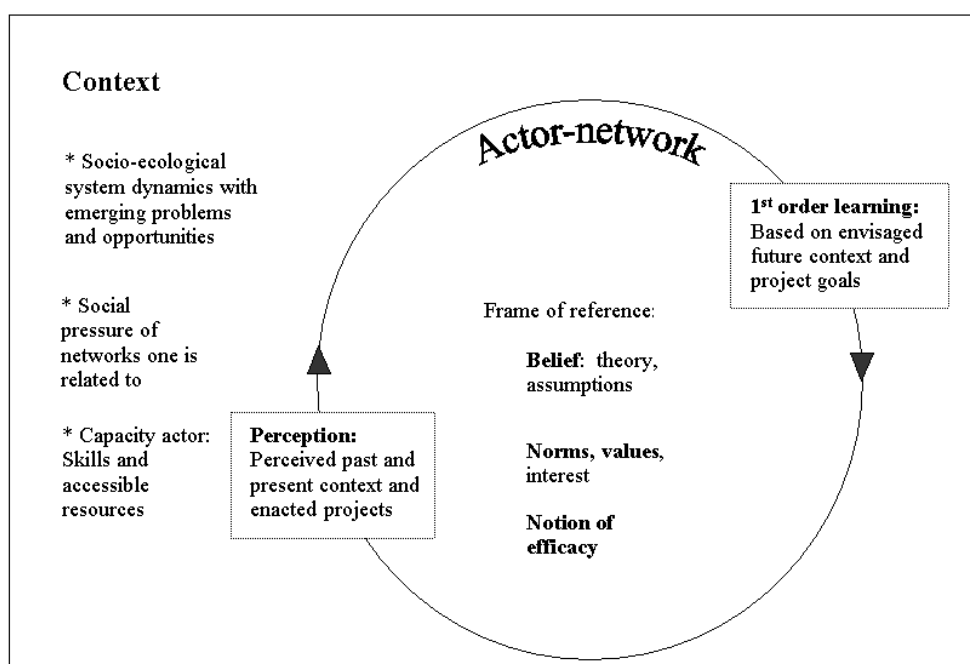 Context
* Socio-ecological
system dynamics with
emerging problems
and opportunities
* Social
pressure of
networks one is
related to
* Capacity actor:
Skills and
accessible
resources
Actor-network
1st order learning:
Based on envisaged
future context and
project goals
Frame of reference:
Belief: theory,
assumptions
Norms, values,
interest
Notion of
efficacy
Perception:
Perceived past and
present context and
enacted projects